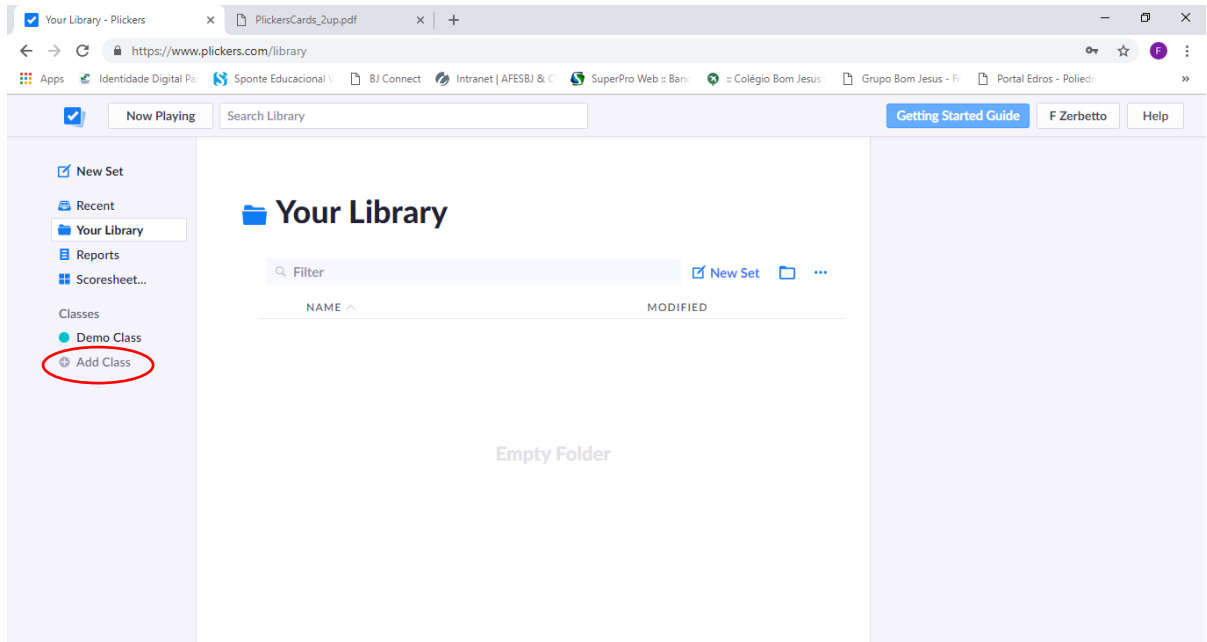 Your Library - Plickers
PlickersCards_2up.pdf
https://www.plickers.com/library
F
Apps
Identidade Digital Pa
Sponte Educacional
BJ Connect
Intranet | AFESBJ & C
SuperPro Web :: Banc
:: Colégio Bom Jesus
Grupo Bom Jesus - F
Portal Edros - Polied
Now Playing
Search Library
Getting Started Guide
F Zerbetto
Help
New Set
Recent
Your Library
Reports
Scoresheet...
Classes
Demo Class
Add Class
Your Library
Filter
New Set
NAME
MODIFIED
Empty Folder